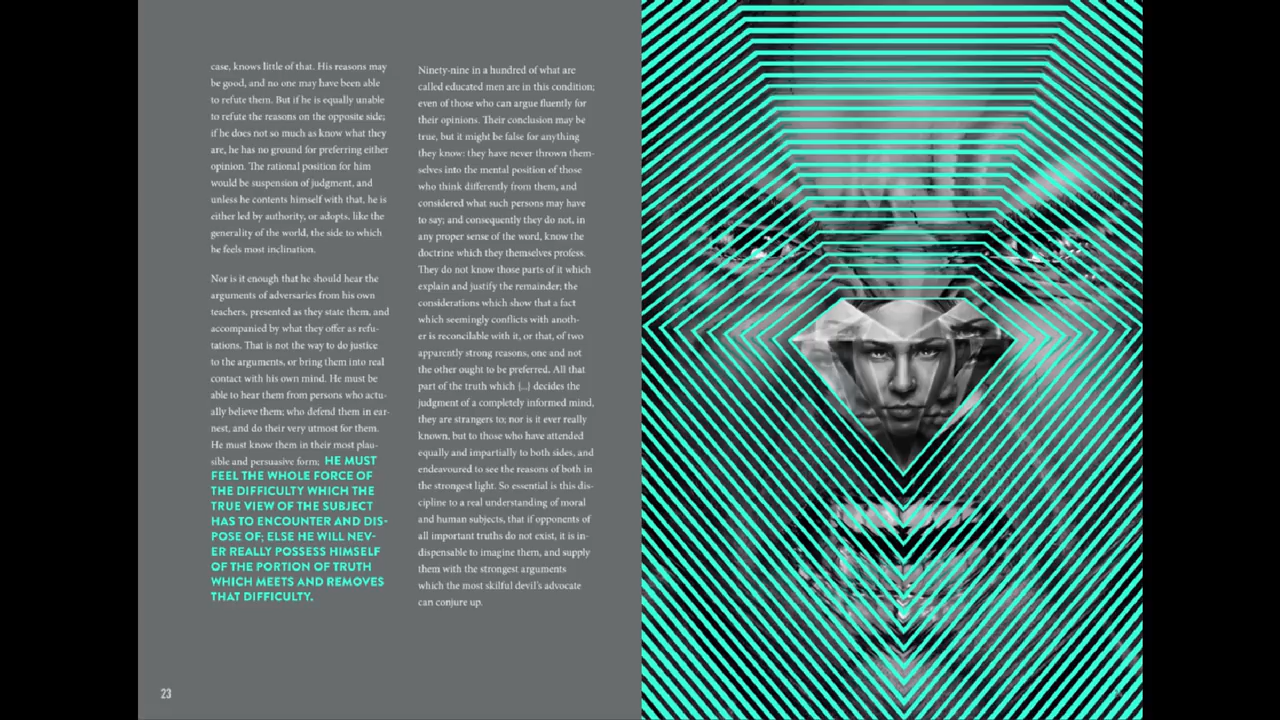 case, knows little of that. His reasons may
be good, and no one may have been able
to refute them. But if he is equally unable
to refute the reasons on the opposite side;
if he does not so much as know what they
are, he has no ground for preferring either
opinion. The rational position for him
would be suspension of judgment, and
unless he contents himself with that, he is
either led by authority, or adopts, like the
generality of the world, the side to which
he feels most inclination.
Nor is it enough that he should hear the
arguments of adversaries from his own
teachers, presented as they state them, and
accompanied by what they offer as refu-
tations. That is not the way to do justice
to the arguments, or bring them into real
contact with his own mind. He must be
able to hear them from persons who actu-
ally believe them; who defend them in ear-
nest, and do their very utmost for them.
He must know them in their most plau-
sible and persuasive form; HE MUST
FEEL THE WHOLE FORCE OF
THE DIFFICULTY WHICH THE
TRUE VIEW OF THE SUBJECT
HAS TO ENCOUNTER AND DIS-
POSE OF; ELSE HE WILL NEV-
ER REALLY POSSESS HIMSELF
OF THE PORTION OF TRUTH
WHICH MEETS AND REMOVES
THAT DIFFICULTY.
Ninety-nine in a hundred of what are
called educated men are in this condition;
even of those who can argue fluently for
their opinions. Their conclusion may be
true, but it might be false for anything
they know: they have never thrown them-
selves into the mental position of those
who think differently from them, and
considered what such persons may have
to say; and consequently they do not, in
any proper sense of the word, know the
doctrine which they themselves profess.
They do not know those parts of it which
explain and justify the remainder; the
considerations which show that a fact
which seemingly conflicts with anoth-
er is reconcilable with it, or that, of two
apparently strong reasons, one and not
the other ought to be preferred. All that
part of the truth which (...) decides the
judgment of a completely informed mind,
they are strangers to; nor is it ever really
known, but to those who have attended
equally and impartially to both sides, and
endeavoured to see the reasons of both in
the strongest light. So essential is this dis-
cipline to a real understanding of moral
and human subjects, that if opponents of
all important truths do not exist, it is in-
dispensable to imagine them, and supply
them with the strongest arguments
which the most skilful devil's advocate
can conjure up.
23